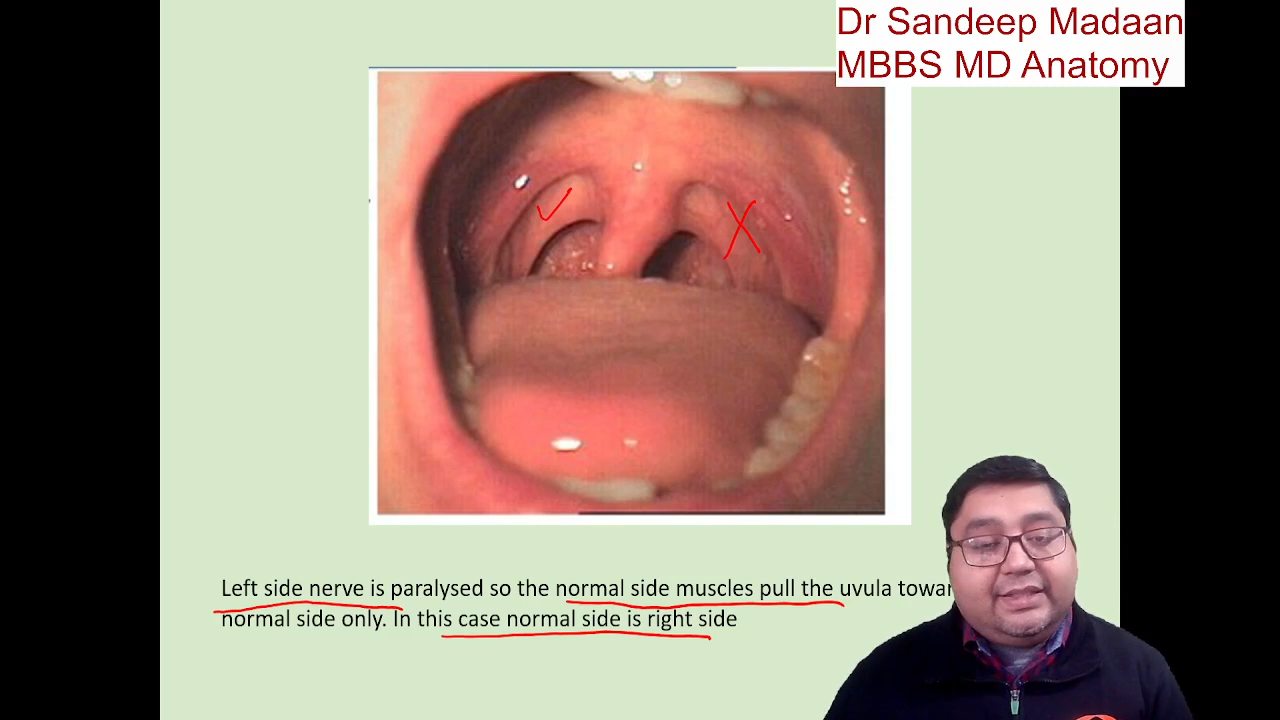 Dr Sandeep Madaan
MBBS MD Anatomy
Left side nerve is paralysed so the normal side muscles pull the uvula
normal side only. In this case normal side is right side